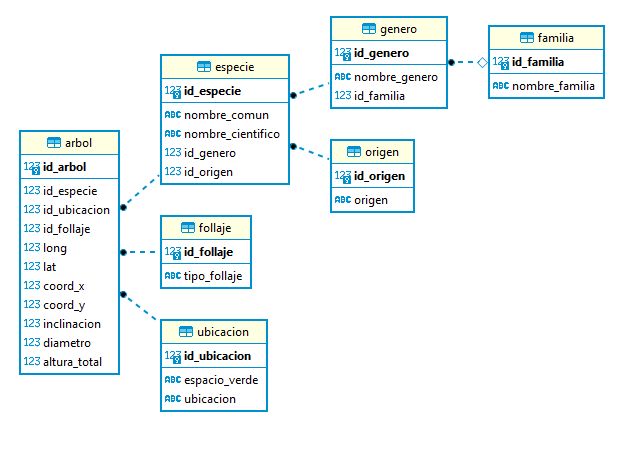 genero
123 id_genero
ABC nombre_genero
123 id_familia
familia
123 id_familia
ABC nombre_familia
especie
123 id_especie
ABC nombre_comun
ABC nombre_cientifico
123 id_genero
123 id_origen
origen
123 id_origen
ABC origen
arbol
123 id_arbol
123 id_especie
123 id_ubicacion
123 id_follaje
123 long
123 lat
123 coord_x
123 coord_y
123 inclinacion
123 diametro
123 altura_total
follaje
123 id_follaje
ABC tipo_follaje
ubicacion
123 id_ubicacion
ABC espacio_verde
ABC ubicacion